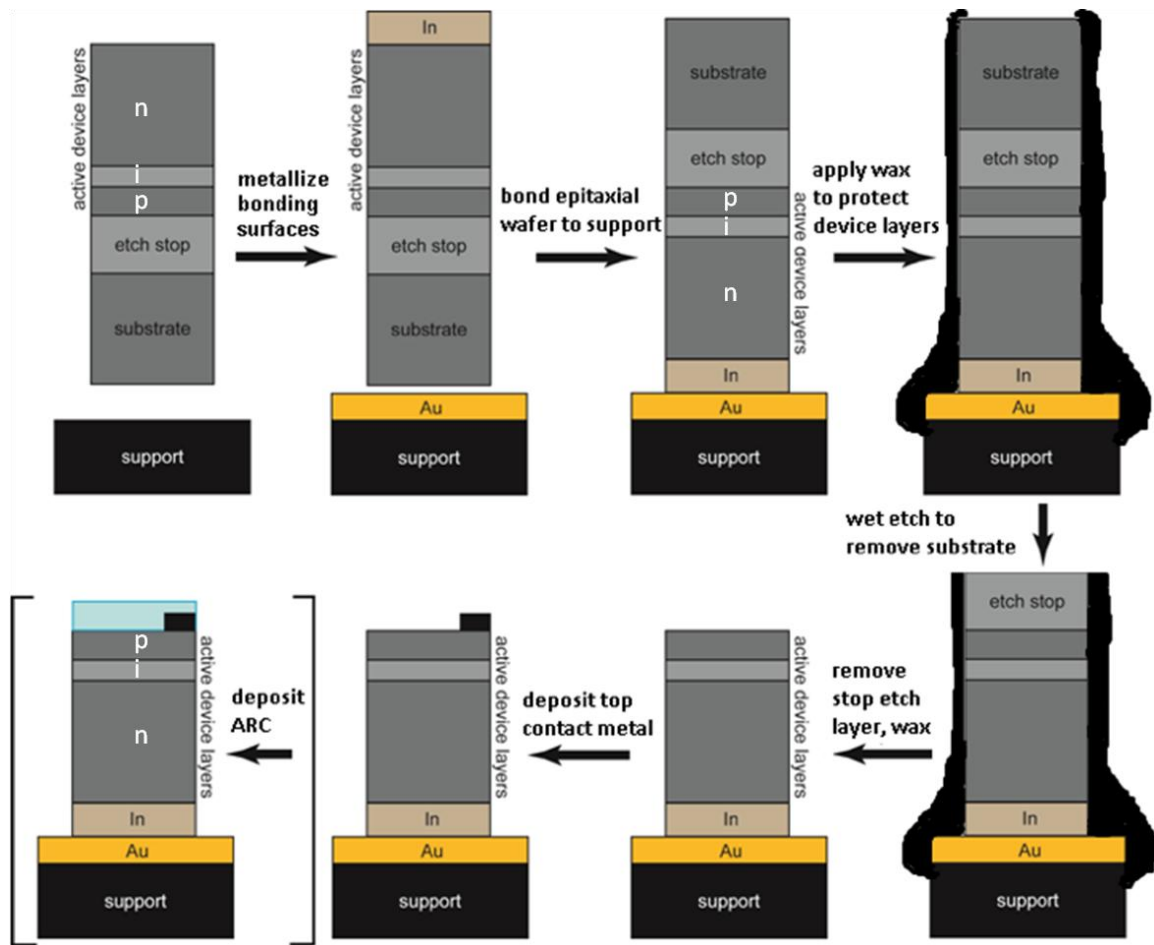 active device layers
n
i
p
etch stop
substrate
support
metallize
bonding
surfaces
In
active device layers
etch stop
substrate
Au
support
bond epitaxial
wafer to support
substrate
etch stop
p
i
n
active device layers
In
Au
support
apply wax
to protect
device layers
substrate
etch stop
In
Au
support
wet etch to
remove substrate
etch stop
In
Au
support
remove
stop etch
layer, wax
active device layers
In
Au
support
deposit top
contact metal
active device layers
In
Au
support
deposit
ARC
p
i
n
active device layers
In
Au
support